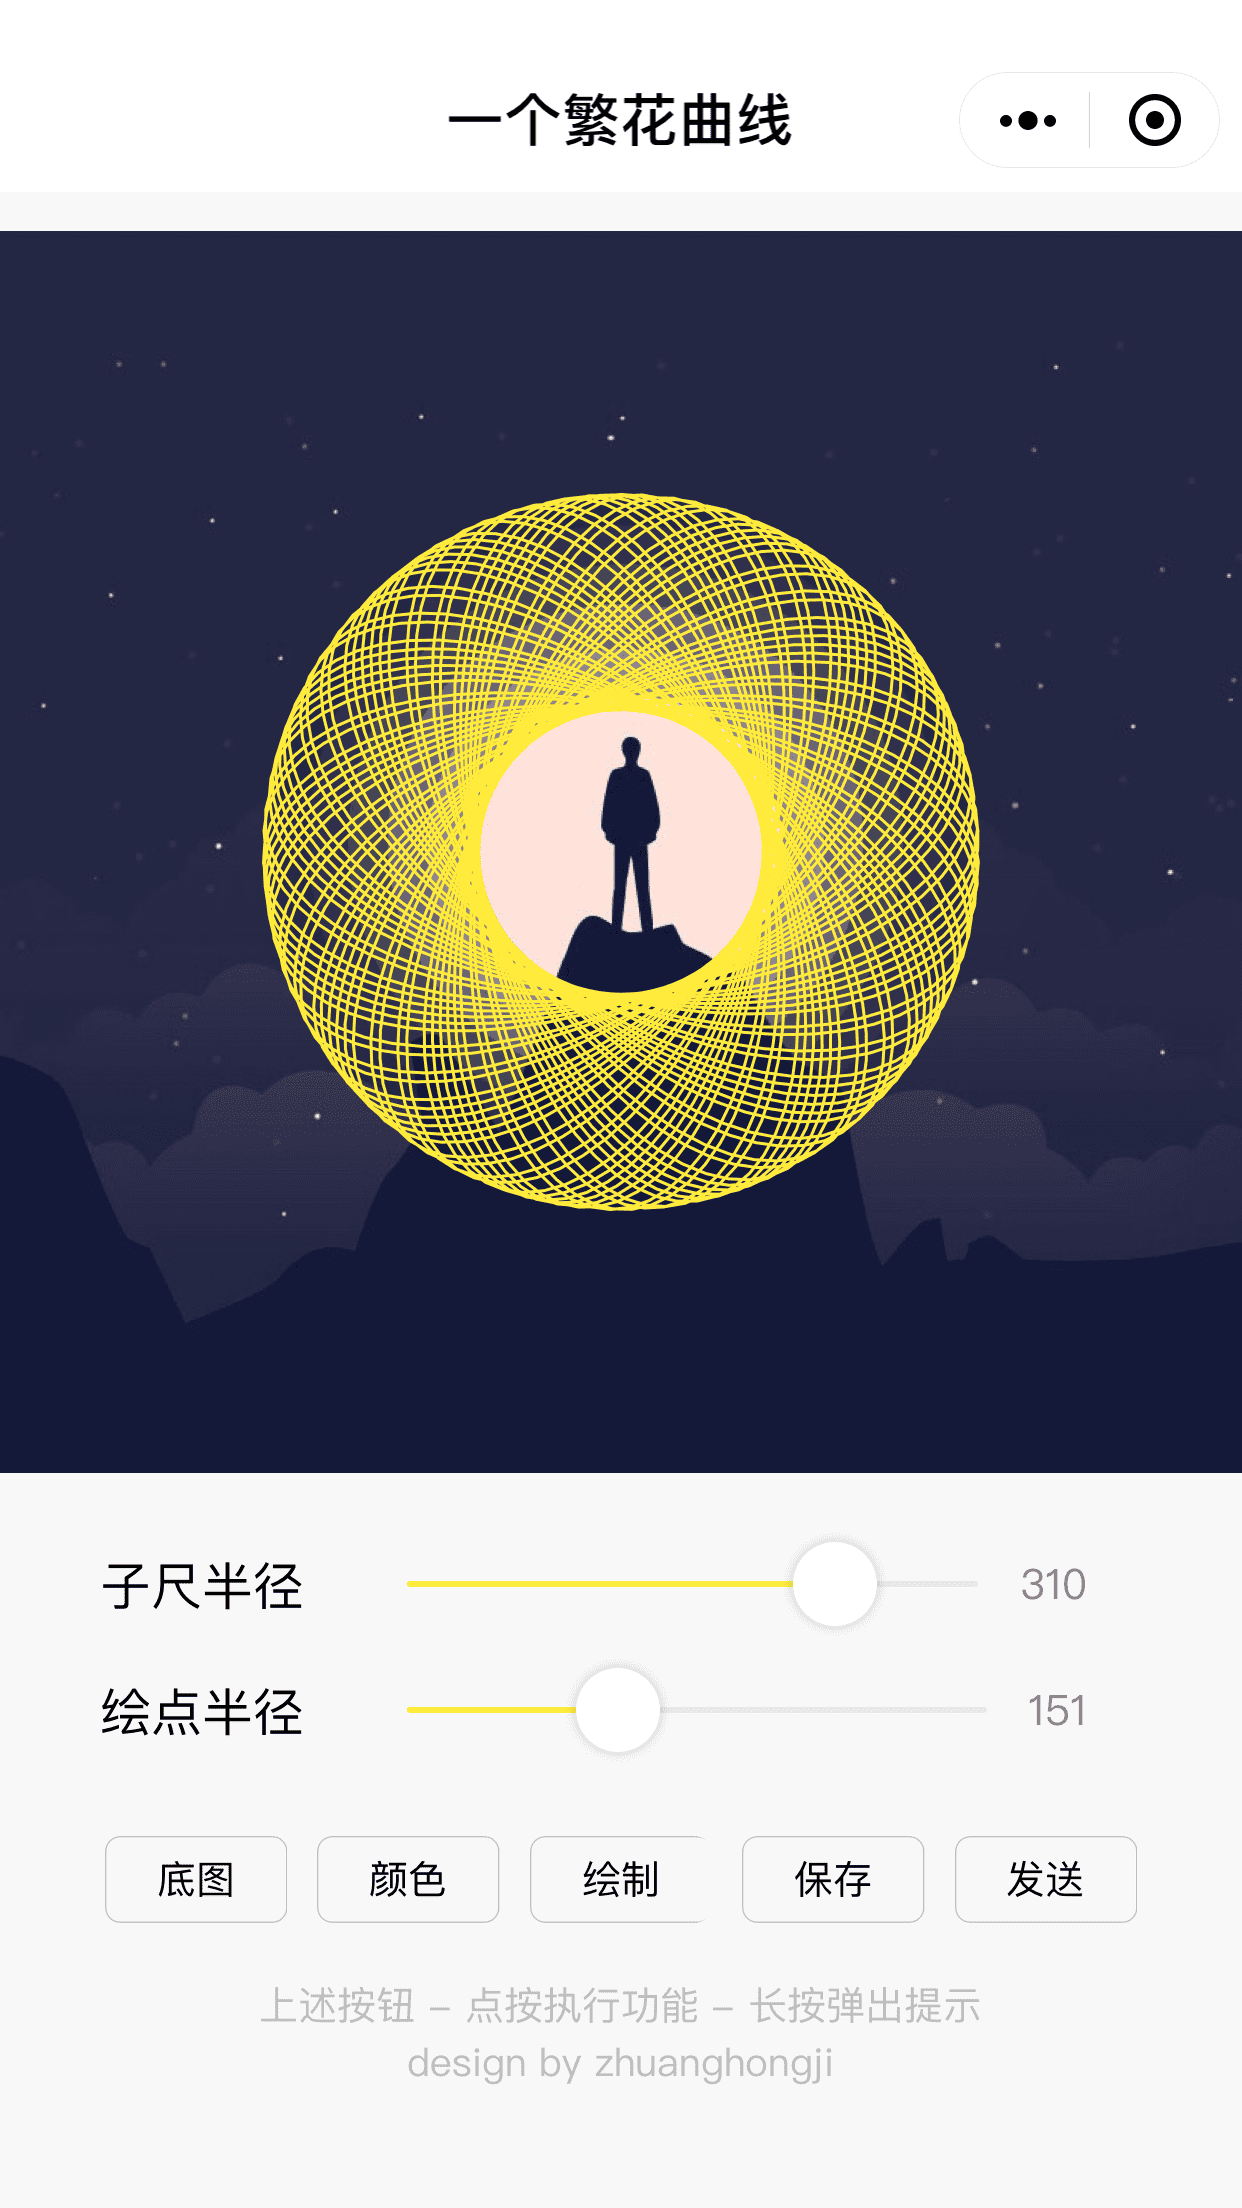 一个繁花曲线
子尺半径 310
绘点半径 151
底图 颜色 绘制 保存 发送
上述按钮 – 点按执行功能 – 长按弹出提示
design by zhuanghongji